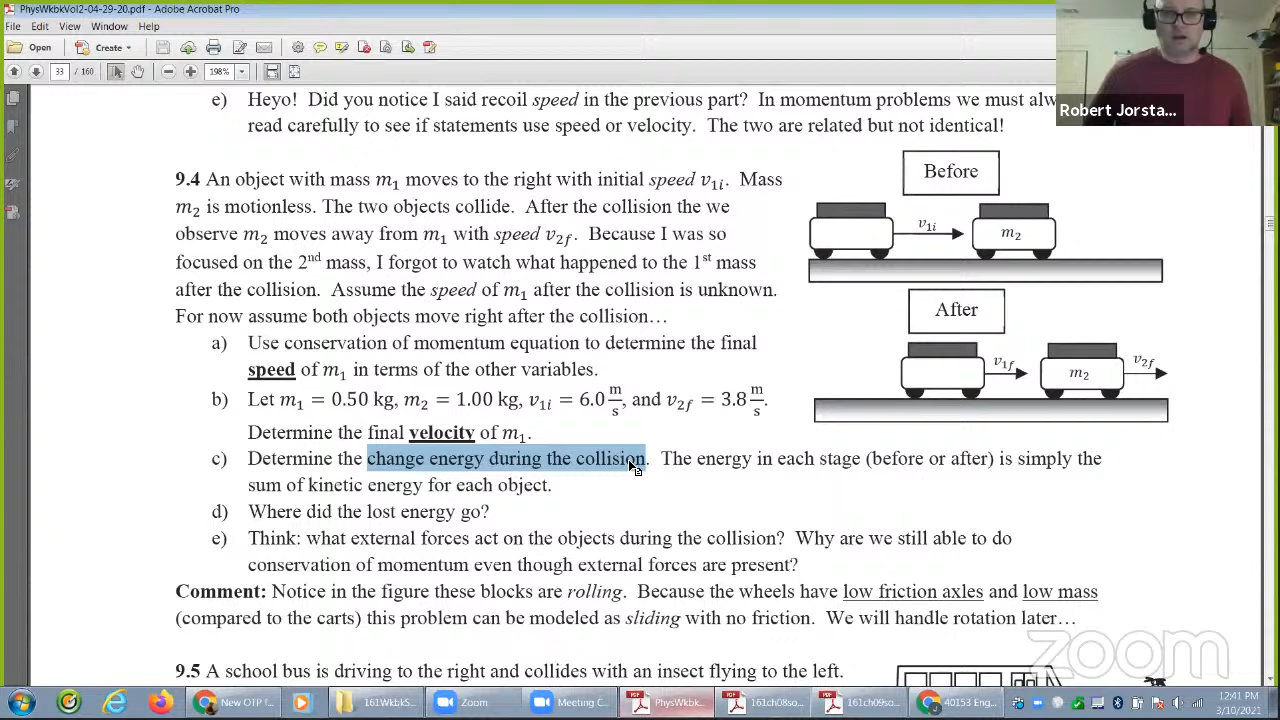 PhysWkbkVol2-04-29-20.pdf - Adobe Acrobat Pro
File Edit View Window Help
Open Create
33 / 160 198%
Robert Jorsta...
e) Heyo! Did you notice I said recoil speed in the previous part? In momentum problems we must alw
read carefully to see if statements use speed or velocity. The two are related but not identical!
9.4 An object with mass m₁ moves to the right with initial speed v₁ᵢ. Mass
m₂ is motionless. The two objects collide. After the collision the we
observe m₂ moves away from m₁ with speed v₂f. Because I was so
focused on the 2nd mass, I forgot to watch what happened to the 1st mass
after the collision. Assume the speed of m₁ after the collision is unknown.
For now assume both objects move right after the collision…
Before
v₁ᵢ
m₂
After
v₁f
v₂f
m₂
a) Use conservation of momentum equation to determine the final
speed of m₁ in terms of the other variables.
b) Let m₁ = 0.50 kg, m₂ = 1.00 kg, v₁ᵢ = 6.0 m/s, and v₂f = 3.8 m/s.
Determine the final velocity of m₁.
c) Determine the change energy during the collision. The energy in each stage (before or after) is simply the
sum of kinetic energy for each object.
d) Where did the lost energy go?
e) Think: what external forces act on the objects during the collision? Why are we still able to do
conservation of momentum even though external forces are present?
Comment: Notice in the figure these blocks are rolling. Because the wheels have low friction axles and low mass
(compared to the carts) this problem can be modeled as sliding with no friction. We will handle rotation later…
zoom
9.5 A school bus is driving to the right and collides with an insect flying to the left.
New OTP f... 161WkbkS... Zoom Meeting C... PhysWkbk... 161ch08so... 161ch09so... 40153 Eng...
12:41 PM
3/10/2021